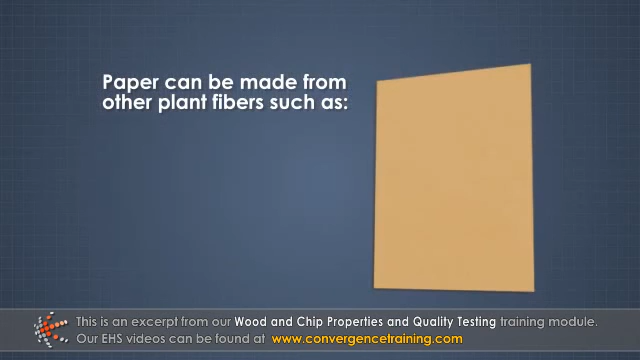 Paper can be made from
other plant fibers such as:
This is an excerpt from our Wood and Chip Properties and Quality Testing training module.
Our EHS videos can be found at www.convergencetraining.com